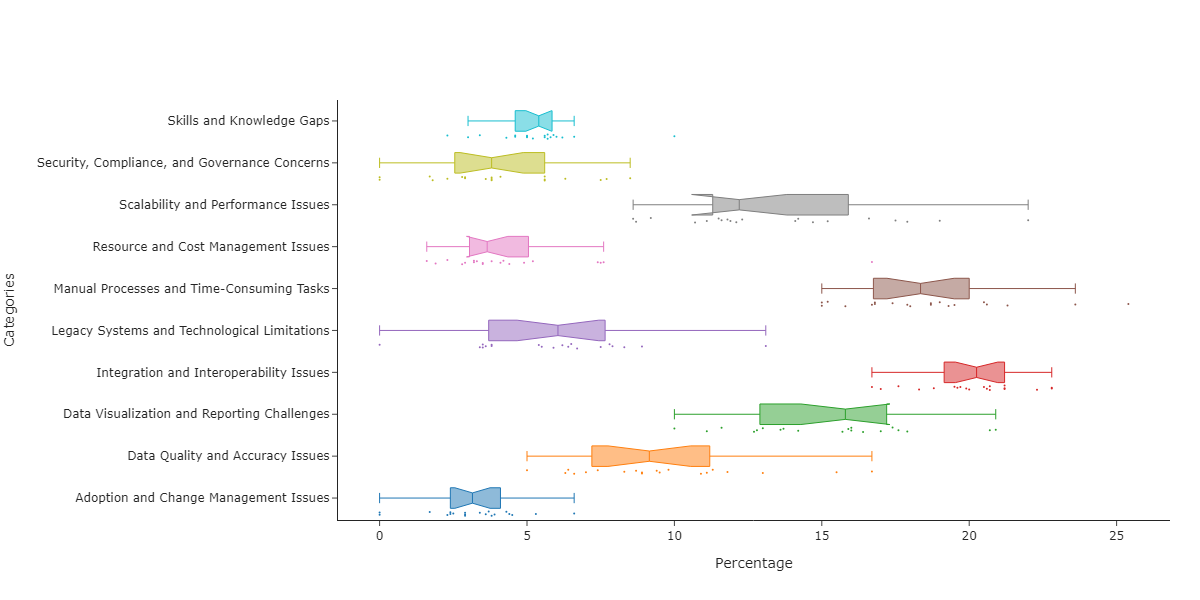 Skills and Knowledge Gaps
Security, Compliance, and Governance Concerns
Scalability and Performance Issues
Resource and Cost Management Issues
Manual Processes and Time-Consuming Tasks
Legacy Systems and Technological Limitations
Integration and Interoperability Issues
Data Visualization and Reporting Challenges
Data Quality and Accuracy Issues
Adoption and Change Management Issues
Categories
0 5 10 15 20 25
Percentage